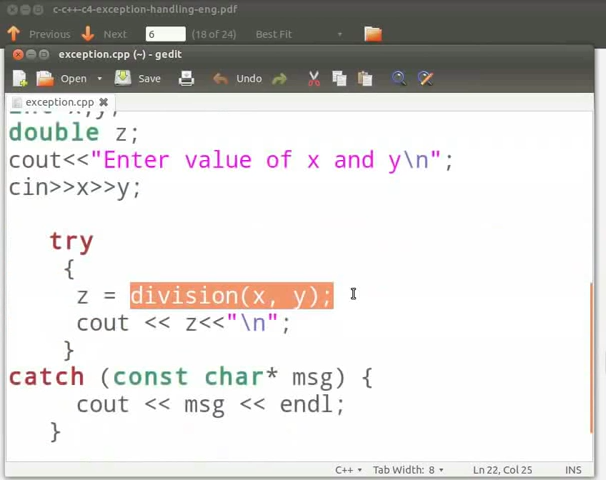 c-c++-c4-exception-handling-eng.pdf
Previous Next 6 (18 of 24) Best Fit
exception.cpp (~) - gedit
Open Save Undo
exception.cpp
double z;
cout<<"Enter value of x and y\n";
cin>>x>>y;
try
{
z = division(x, y);
cout << z<<"\n";
}
catch (const char* msg) {
cout << msg << endl;
}
C++ Tab Width: 8 Ln 22, Col 25 INS